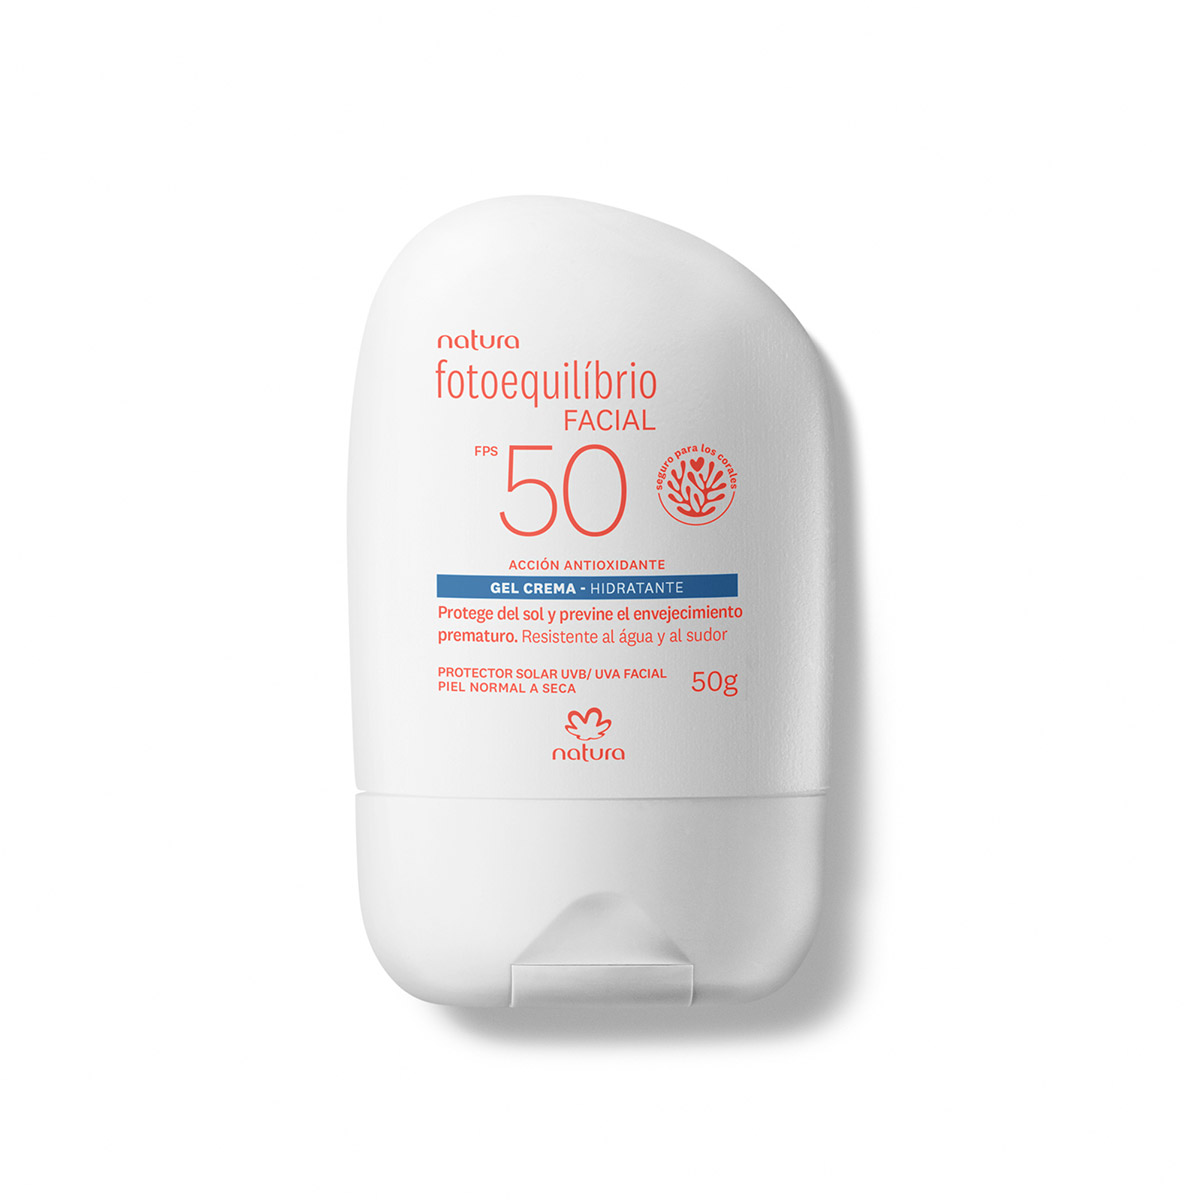 natura
fotoequilíbrio
FACIAL
FPS 50
seguro para los corales
ACCIÓN ANTIOXIDANTE
GEL CREMA - HIDRATANTE
Protege del sol y previne el envejecimiento
prematuro. Resistente al água y al sudor
PROTECTOR SOLAR UVB/ UVA FACIAL
PIEL NORMAL A SECA
50g
natura